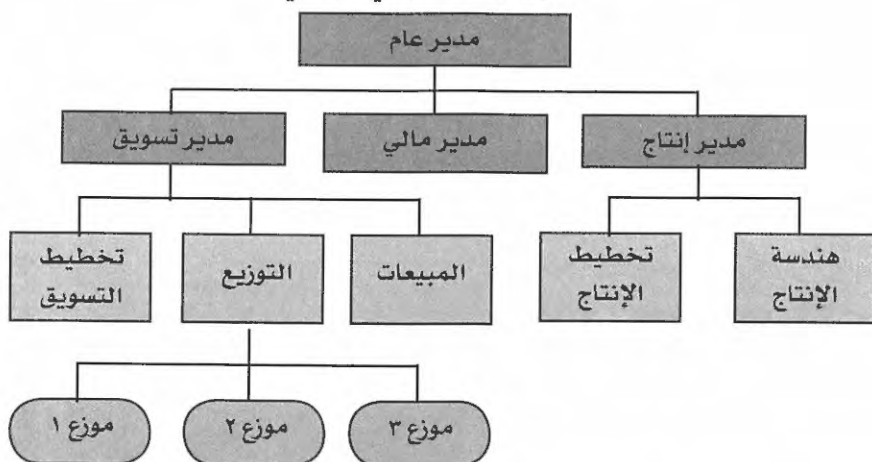 مدير عام
مدير إنتاج
مدير مالي
مدير تسويق
هندسة
الإنتاج
تخطيط
الإنتاج
المبيعات
التوزيع
تخطيط
التسويق
موزع ٣
موزع ٢
موزع ١